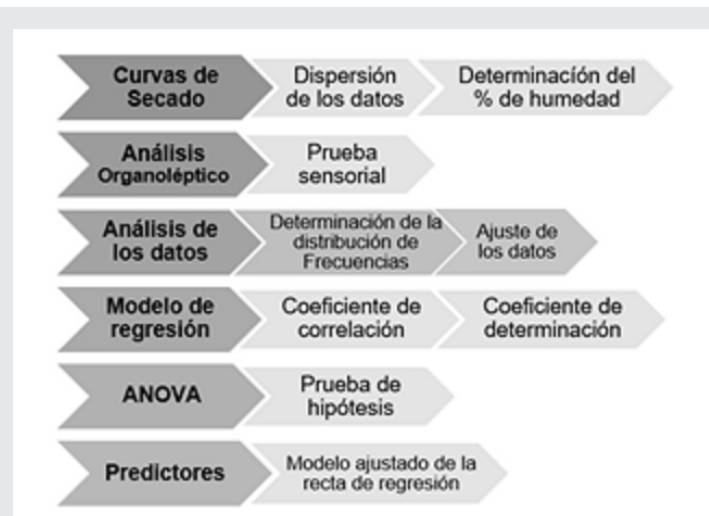 Curvas de
Secado
Dispersión
de los datos
Determinación del
% de humedad
Análisis
Organoléptico
Prueba
sensorial
Análisis de
los datos
Determinación de la
distribución de
Frecuencias
Ajuste de
los datos
Modelo de
regresión
Coeficiente de
correlación
Coeficiente de
determinación
ANOVA
Prueba de
hipótesis
Predictores
Modelo ajustado de la
recta de regresión